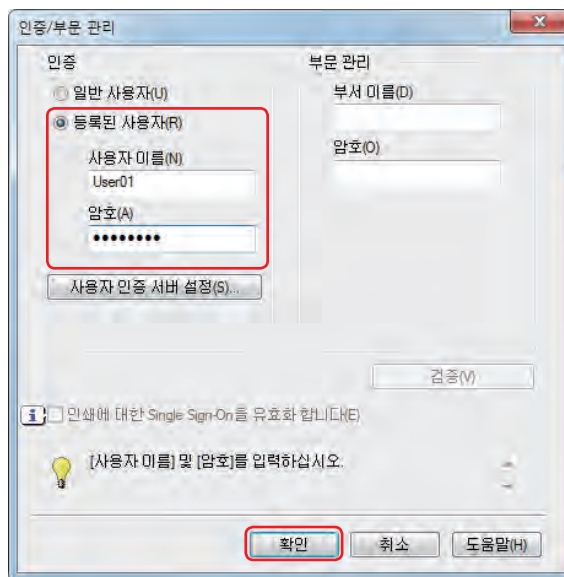 인증/부문 관리
인증
일반 사용자(U)
등록된 사용자(R)
사용자 이름(N)
User01
암호(A)
●●●●●●●●
사용자 인증 서버 설정(S)...
부문 관리
부서 이름(D)
암호(O)
검증(V)
인쇄에 대한 Single Sign-On를 유효화 합니다(E)
[사용자 이름] 및 [암호]를 입력하십시오.
확인
취소
도움말(H)